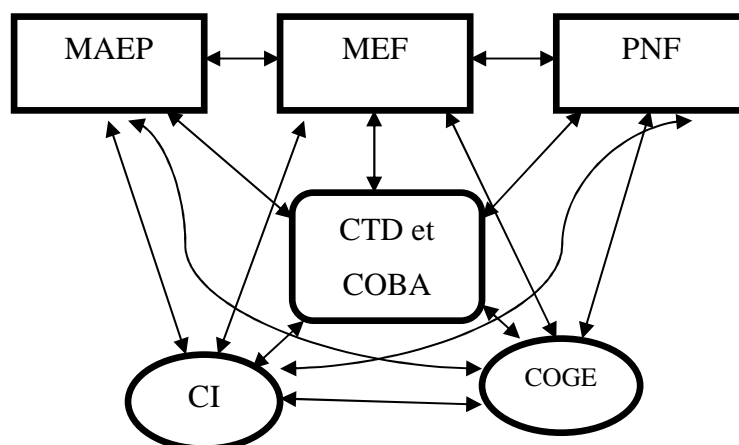 MAEP
MEF
PNF
CTD et
COBA
CI
COGE